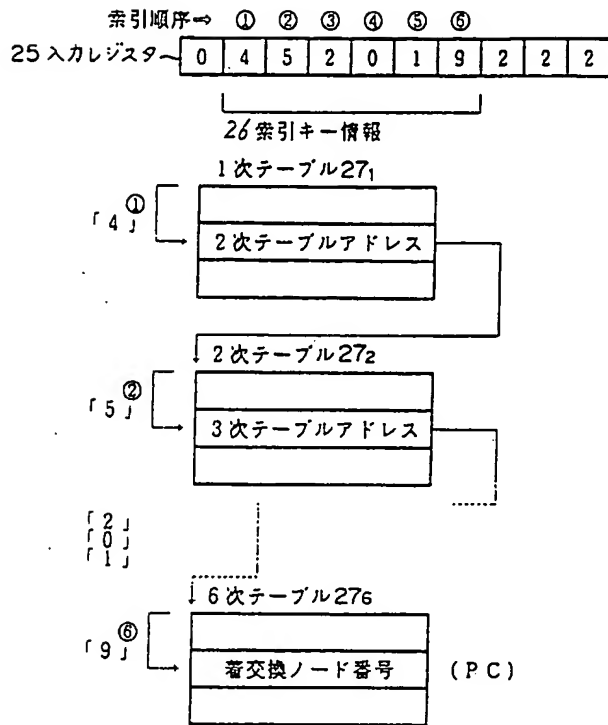 索引順序⇒ ① ② ③ ④ ⑤ ⑥
25 入力レジスタ 0 4 5 2 0 1 9 2 2 2
26 索引キー情報
1次テーブル27₁
「4」①
2次テーブルアドレス
2次テーブル27₂
「5」②
3次テーブルアドレス
「2」
「0」
「1」
6次テーブル27₆
「9」⑥
着交換ノード番号 (PC)